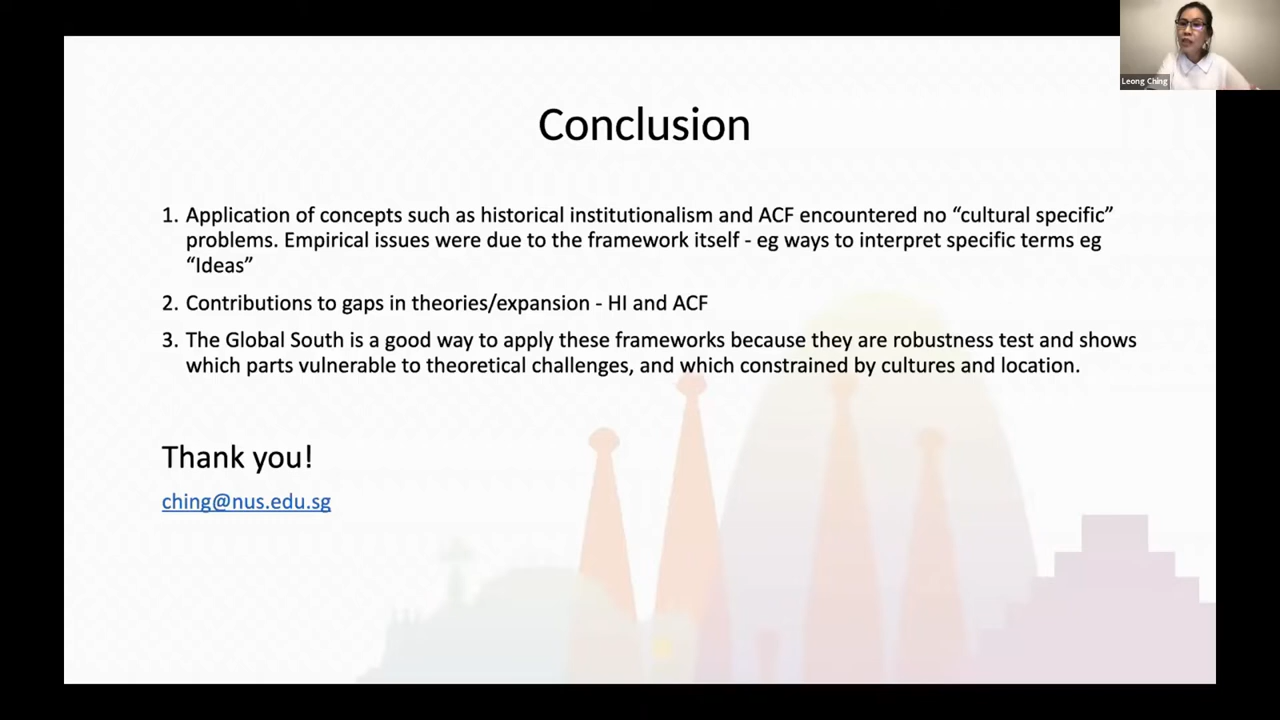 Leong Ching
Conclusion
1. Application of concepts such as historical institutionalism and ACF encountered no “cultural specific”
problems. Empirical issues were due to the framework itself - eg ways to interpret specific terms eg
“Ideas”
2. Contributions to gaps in theories/expansion - HI and ACF
3. The Global South is a good way to apply these frameworks because they are robustness test and shows
which parts vulnerable to theoretical challenges, and which constrained by cultures and location.
Thank you!
ching@nus.edu.sg